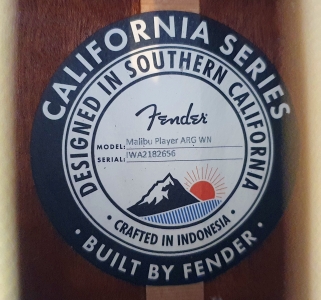 CALIFORNIA SERIES
DESIGNED IN SOUTHERN CALIFORNIA
Fender
MODEL: Malibu Player ARG WN
SERIAL: IWA2182656
• CRAFTED IN INDONESIA •
• BUILT BY FENDER •